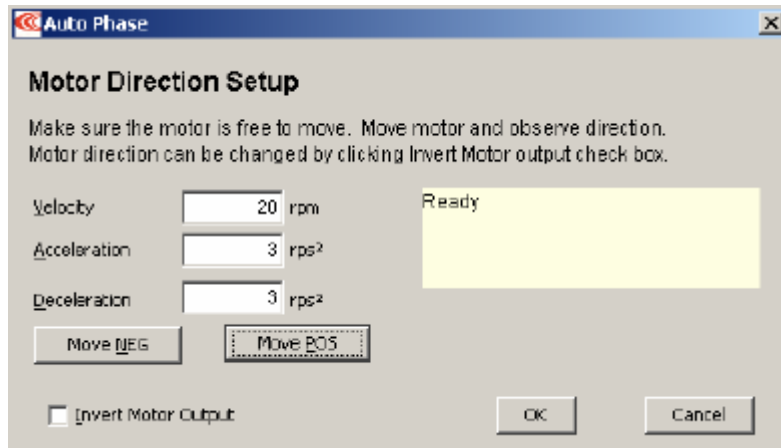 Auto Phase
Motor Direction Setup
Make sure the motor is free to move. Move motor and observe direction.
Motor direction can be changed by clicking Invert Motor output check box.
Velocity 20 rpm
Ready
Acceleration 3 rps²
Deceleration 3 rps²
Move NEG Move POS
Invert Motor Output OK Cancel